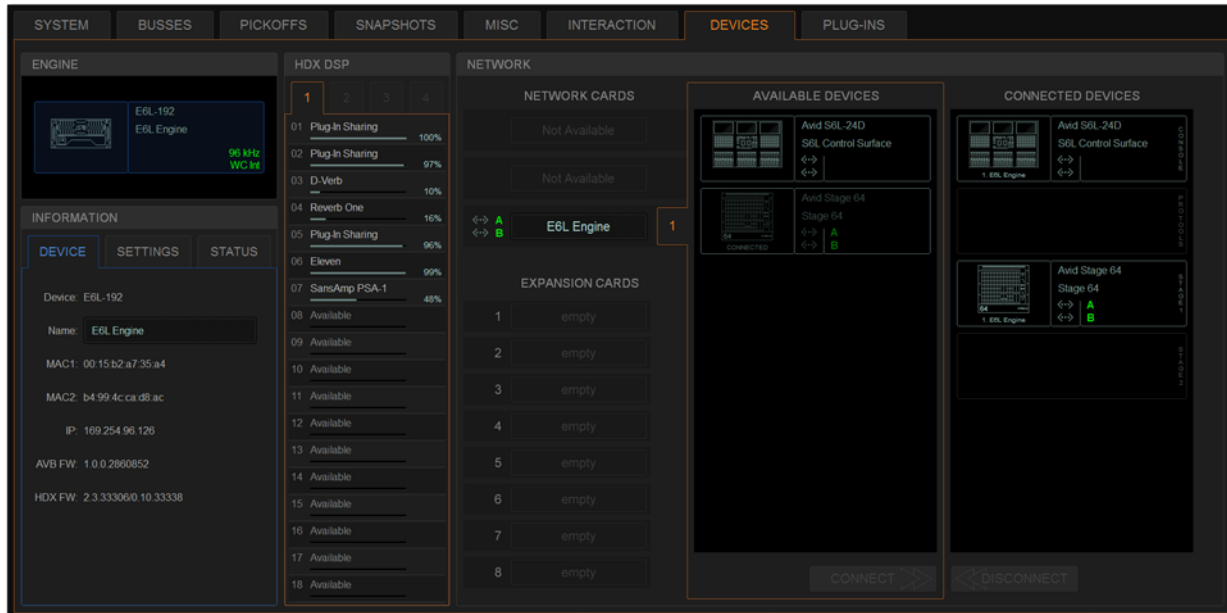 SYSTEM BUSSES PICKOFFS SNAPSHOTS MISC INTERACTION DEVICES PLUG-INS
ENGINE
E6L-192
E6L Engine
96 kHz
WC Int
INFORMATION
DEVICE SETTINGS STATUS
Device: E6L-192
Name: E6L Engine
MAC1: 00:15:b2:a7:35:a4
MAC2: b4:99:4c:ca:d8:ac
IP: 169.254.96.126
AVB FW: 1.0.0.2860852
HDX FW: 2.3.33306/0.10.33338
HDX DSP
1 2 3 4
01 Plug-In Sharing 100%
02 Plug-In Sharing 97%
03 D-Verb 10%
04 Reverb One 16%
05 Plug-In Sharing 96%
06 Eleven 99%
07 SansAmp PSA-1 48%
08 Available
09 Available
10 Available
11 Available
12 Available
13 Available
14 Available
15 Available
16 Available
17 Available
18 Available
NETWORK
NETWORK CARDS
Not Available
Not Available
A
B
E6L Engine
1
EXPANSION CARDS
1 empty
2 empty
3 empty
4 empty
5 empty
6 empty
7 empty
8 empty
AVAILABLE DEVICES
Avid S6L-24D
S6L Control Surface
Avid Stage 64
Stage 64
A
B
64
CONNECTED
CONNECT
CONNECTED DEVICES
Avid S6L-24D
S6L Control Surface
1. E6L Engine
CONSOLE
PROTOOLS
Avid Stage 64
Stage 64
A
B
64
1. E6L Engine
STAGE 1
STAGE 2
DISCONNECT